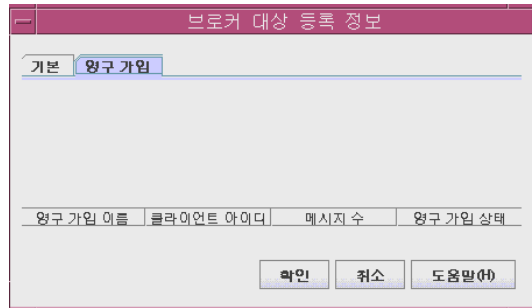 브로커 대상 등록 정보
기본 영구 가입
영구 가입 이름 클라이언트 아이디 메시지 수 영구 가입 상태
확인 취소 도움말(H)